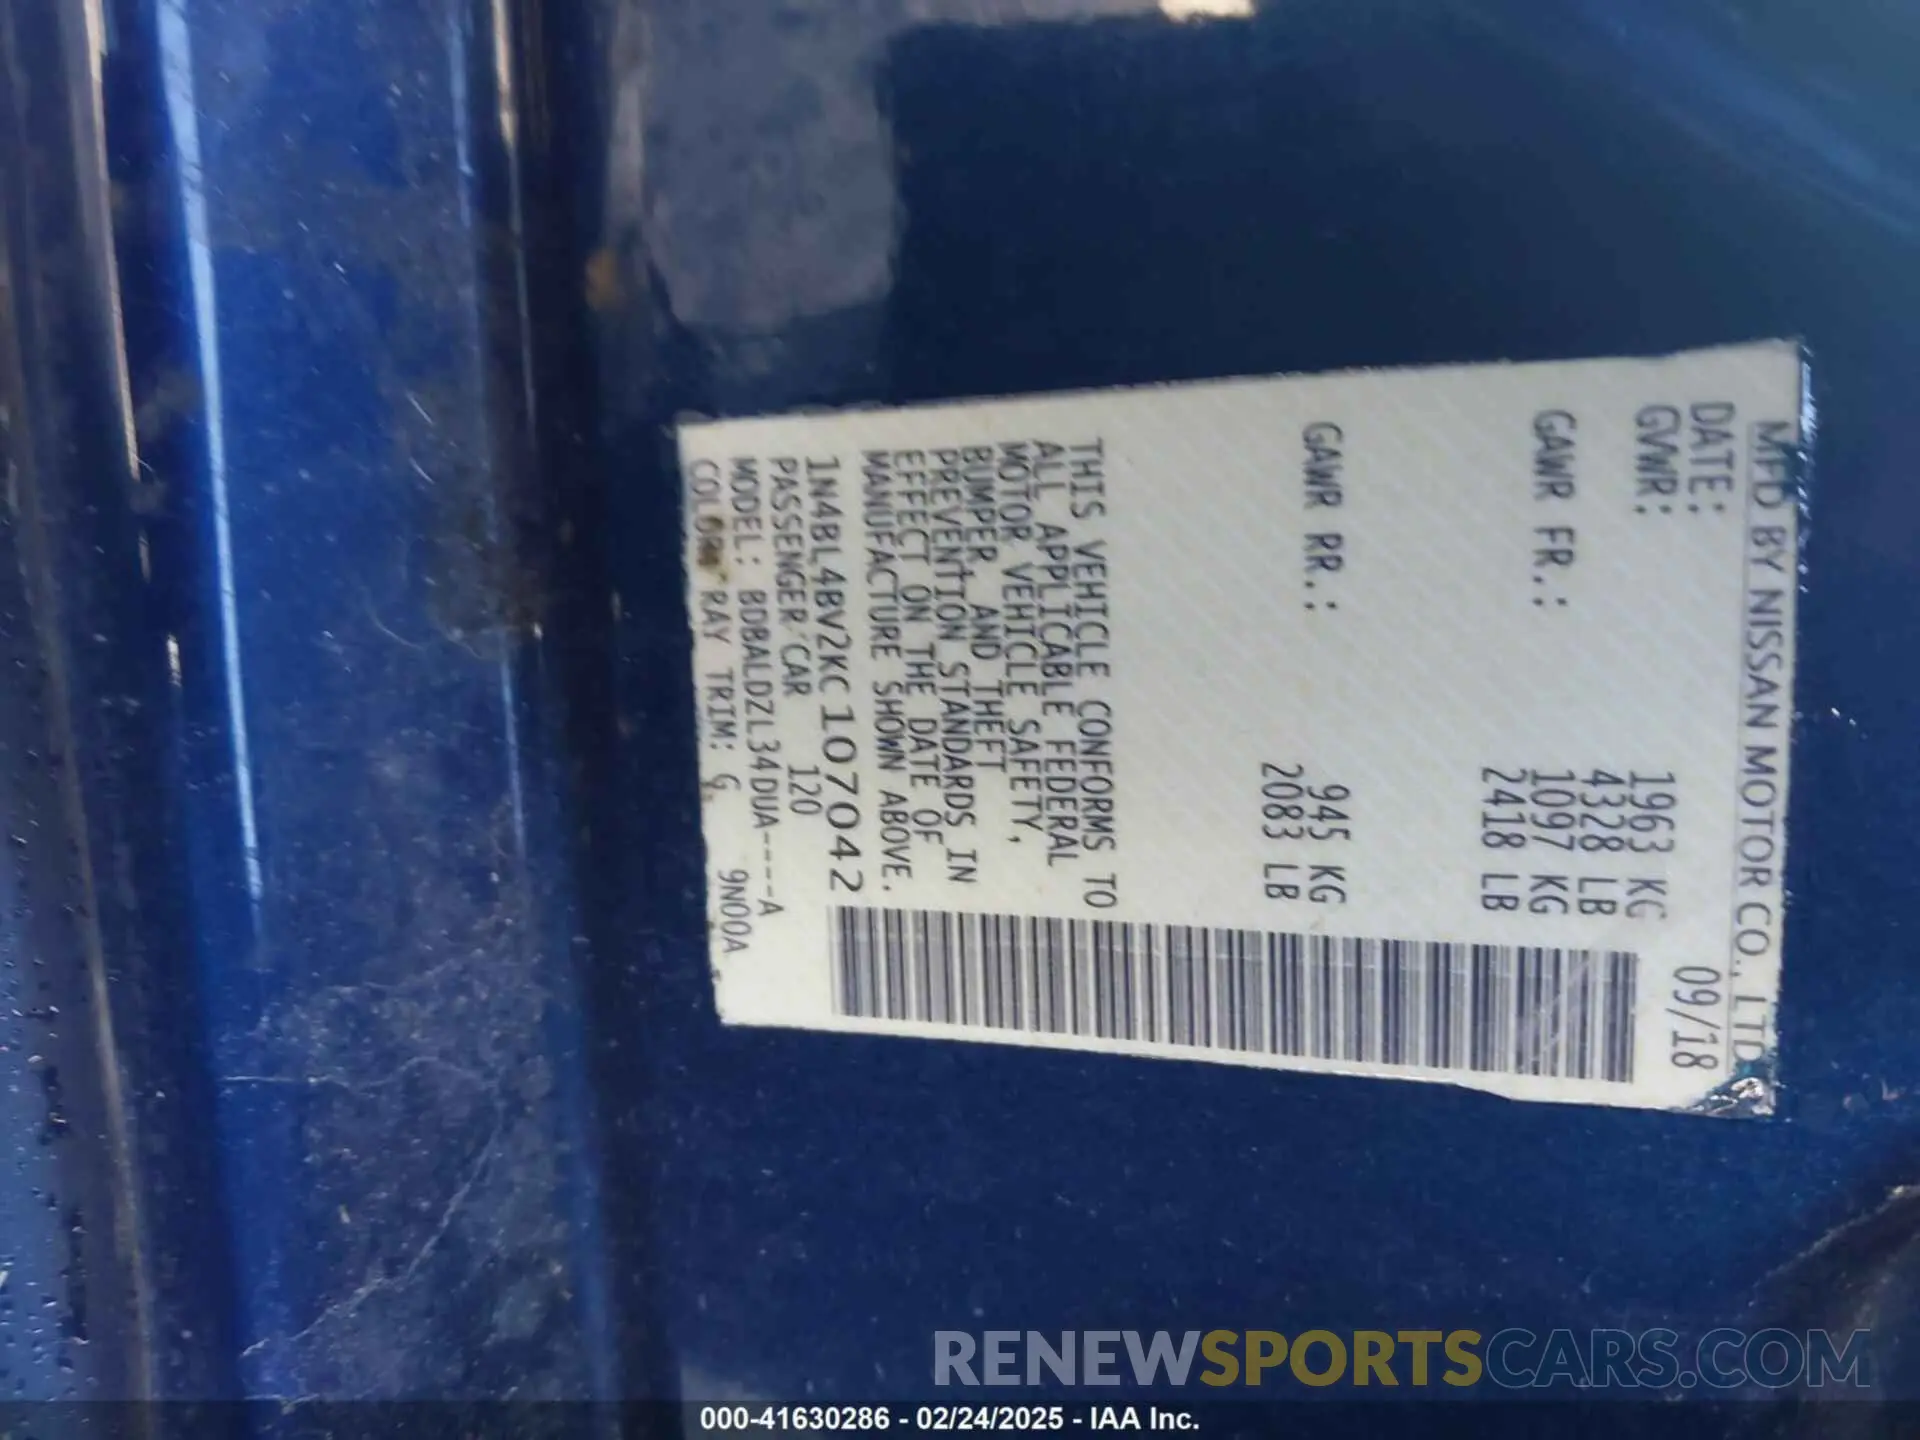 MFD BY NISSAN MOTOR CO., LTD
DATE: 09/18
GVWR: 1963 KG
4328 LB
GAWR FR.: 1097 KG
2418 LB
GAWR RR.: 945 KG
2083 LB
THIS VEHICLE CONFORMS TO
ALL APPLICABLE FEDERAL
MOTOR VEHICLE SAFETY,
BUMPER, AND THEFT
PREVENTION STANDARDS IN
EFFECT ON THE DATE OF
MANUFACTURE SHOWN ABOVE.
1N4BL4BV2KC107042
PASSENGER CAR 120
MODEL: BDBALDZL34DUA----A
COLOR: RAY TRIM: G 9N00A
RENEWSPORTSCARS.COM
000-41630286 - 02/24/2025 - IAA Inc.